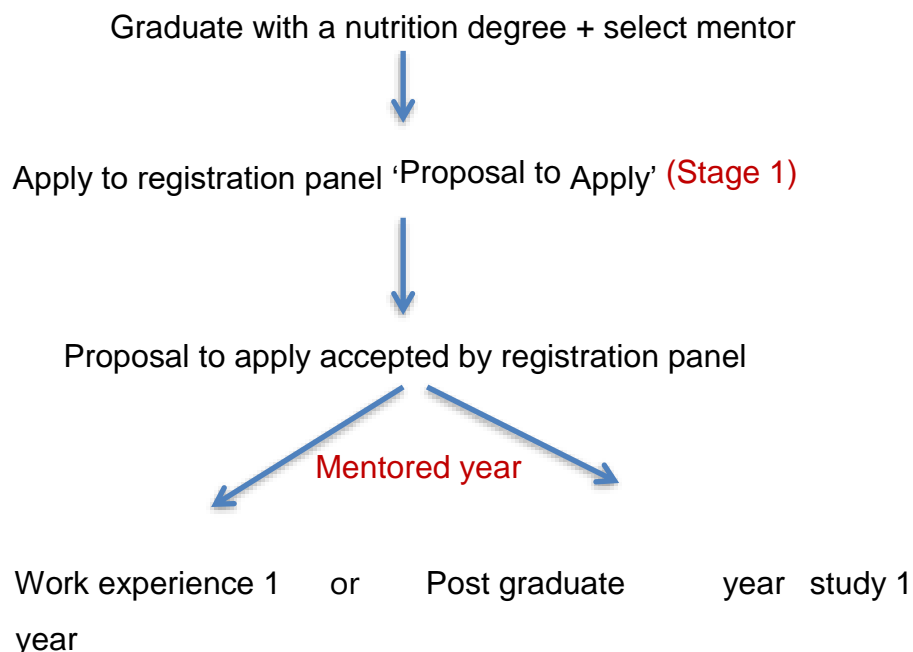 Graduate with a nutrition degree + select mentor
Apply to registration panel ‘Proposal to Apply’ (Stage 1)
Proposal to apply accepted by registration panel
Mentored year
Work experience 1 or Post graduate year study 1
year